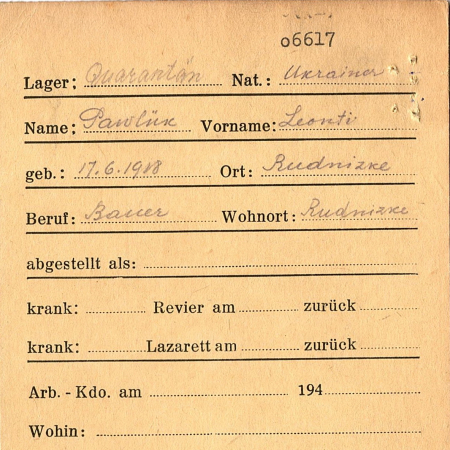 06617
Lager: Quarantän Nat.: Ukrainer
Name: Pawlük Vorname: Leonti
geb.: 17.6.1918 Ort: Rudnizke
Beruf: Bauer Wohnort: Rudnizke
abgestellt als:
krank: Revier am zurück
krank: Lazarett am zurück
Arb.-Kdo. am 194
Wohin: